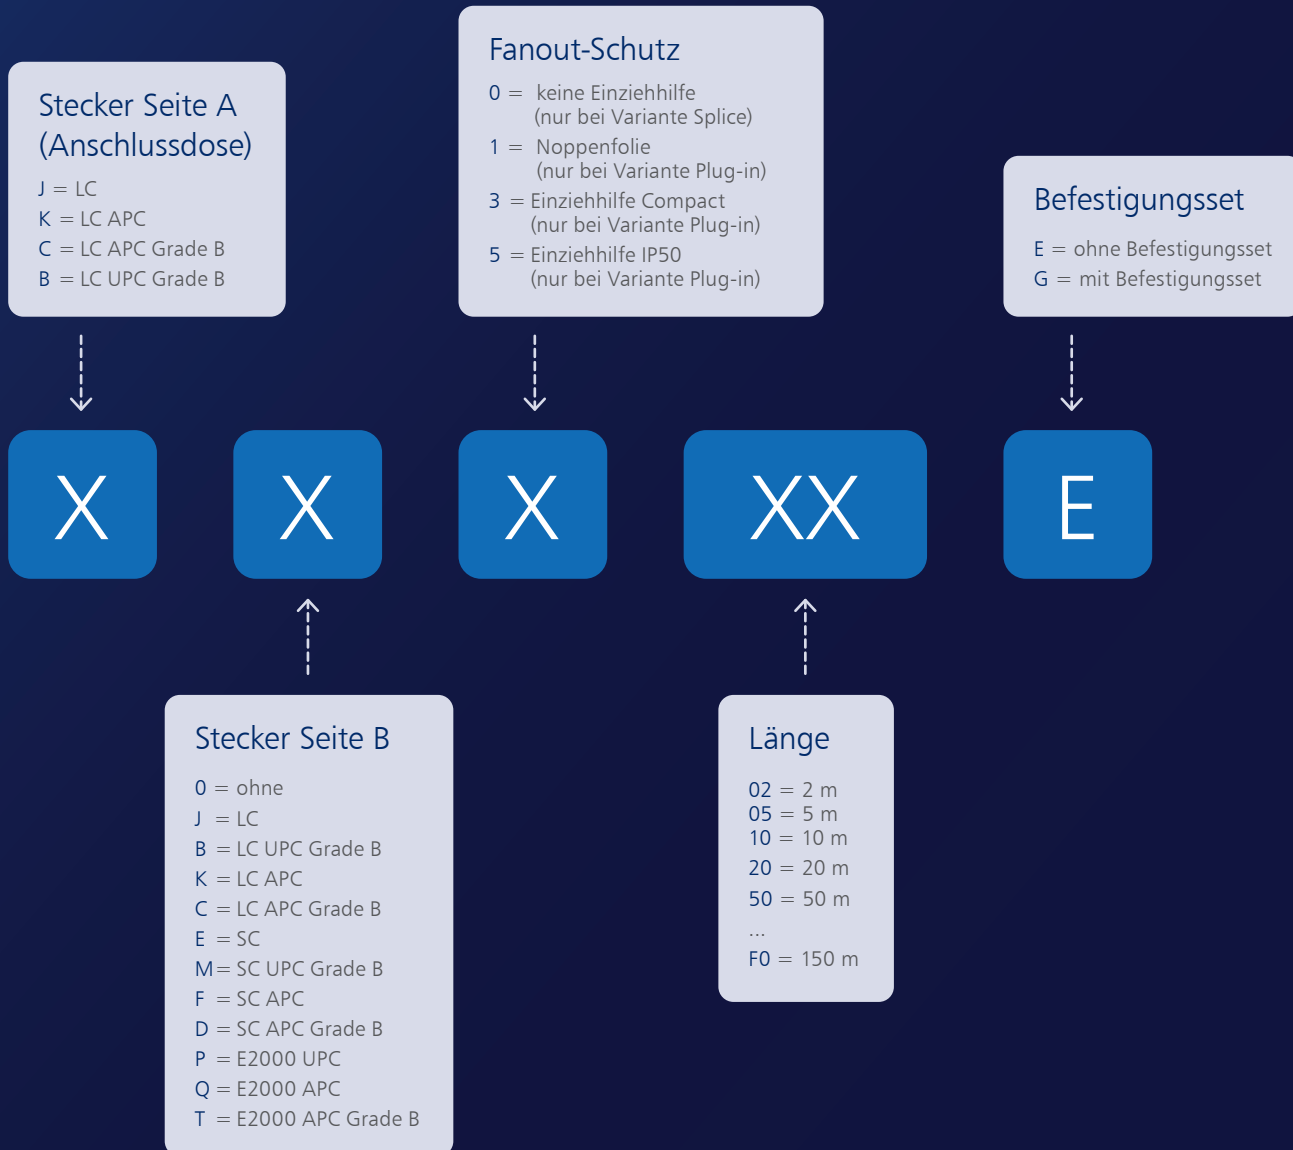 Stecker Seite A
(Anschlussdose)
J = LC
K = LC APC
C = LC APC Grade B
B = LC UPC Grade B
Fanout-Schutz
0 = keine Einziehhilfe
(nur bei Variante Splice)
1 = Noppenfolie
(nur bei Variante Plug-in)
3 = Einziehhilfe Compact
(nur bei Variante Plug-in)
5 = Einziehhilfe IP50
(nur bei Variante Plug-in)
Befestigungsset
E = ohne Befestigungsset
G = mit Befestigungsset
X X X XX E
Stecker Seite B
0 = ohne
J = LC
B = LC UPC Grade B
K = LC APC
C = LC APC Grade B
E = SC
M = SC UPC Grade B
F = SC APC
D = SC APC Grade B
P = E2000 UPC
Q = E2000 APC
T = E2000 APC Grade B
Länge
02 = 2 m
05 = 5 m
10 = 10 m
20 = 20 m
50 = 50 m
...
F0 = 150 m